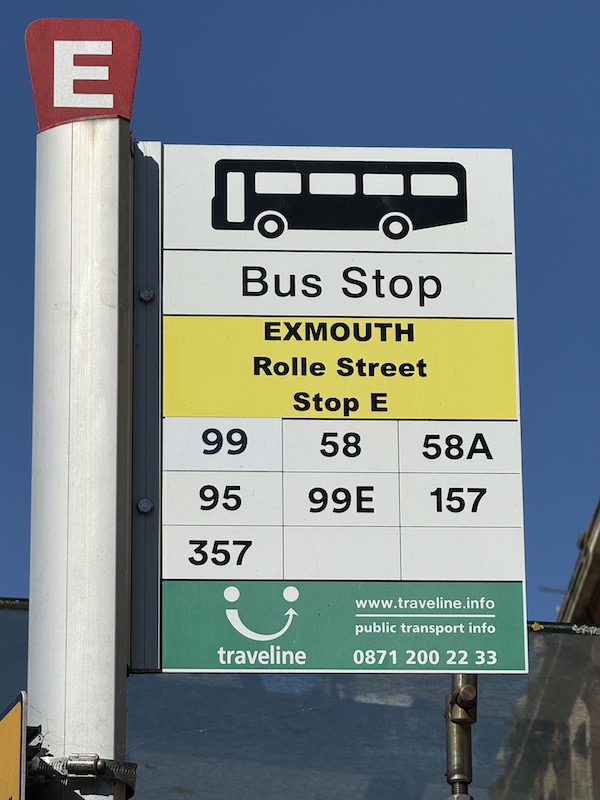 E
Bus Stop
EXMOUTH
Rolle Street
Stop E
99 58 58A
95 99E 157
357
www.traveline.info
public transport info
traveline 0871 200 22 33